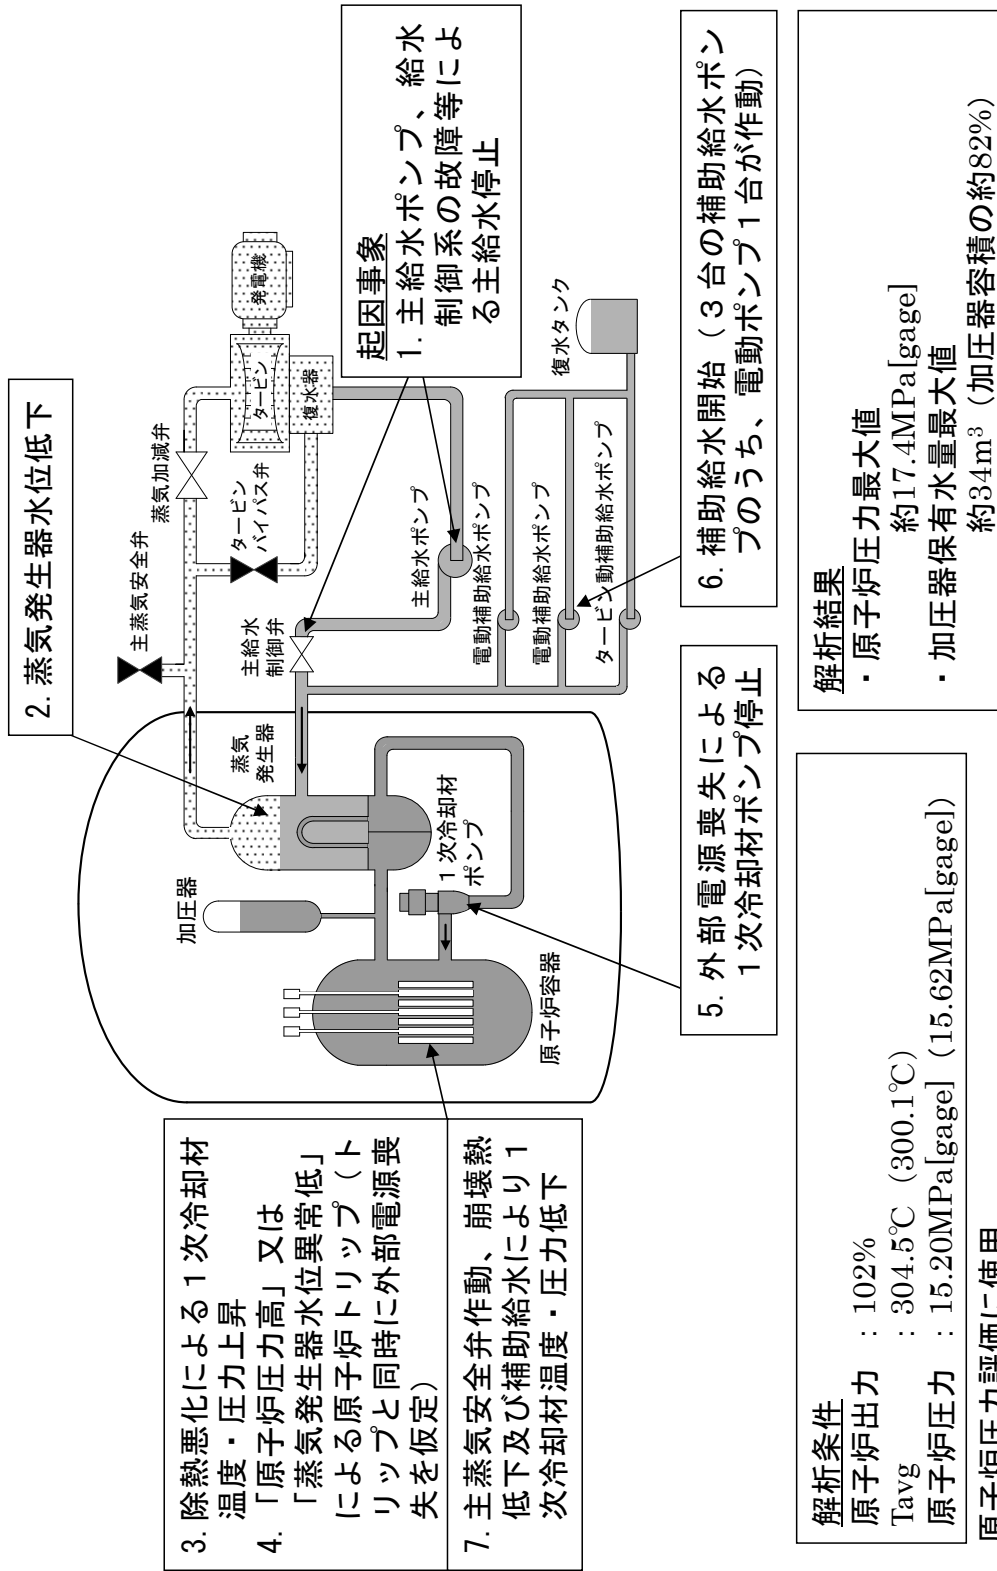 2. 蒸気発生器水位低下
起因事象
1. 主給水ポンプ、給水
制御系の故障等によ
る主給水停止
主蒸気安全弁
蒸気加減弁
タービン
バイパス弁
タービン
発電機
復水器
蒸気
発生器
主給水
制御弁
主給水ポンプ
電動補助給水ポンプ
電動補助給水ポンプ
タービン動補助給水ポンプ
復水タンク
加圧器
1次冷却材
ポンプ
原子炉容器
3. 除熱悪化による1次冷却材
温度・圧力上昇
4. 「原子炉圧力高」又は
「蒸気発生器水位異常低」
による原子炉トリップ（ト
リップと同時に外部電源喪
失を仮定）
7. 主蒸気安全弁作動、崩壊熱
低下及び補助給水により1
次冷却材温度・圧力低下
5. 外部電源喪失による
1次冷却材ポンプ停止
6. 補助給水開始（3台の補助給水ポン
プのうち、電動ポンプ1台が作動）
解析条件
原子炉出力 : 102%
Tavg : 304.5℃（300.1℃）
原子炉圧力 : 15.20MPa[gage]（15.62MPa[gage]）
原子炉圧力評価に使用
解析結果
・原子炉圧力最大値
約17.4MPa[gage]
・加圧器保有水量最大値
約34m³（加圧器容積の約82%）